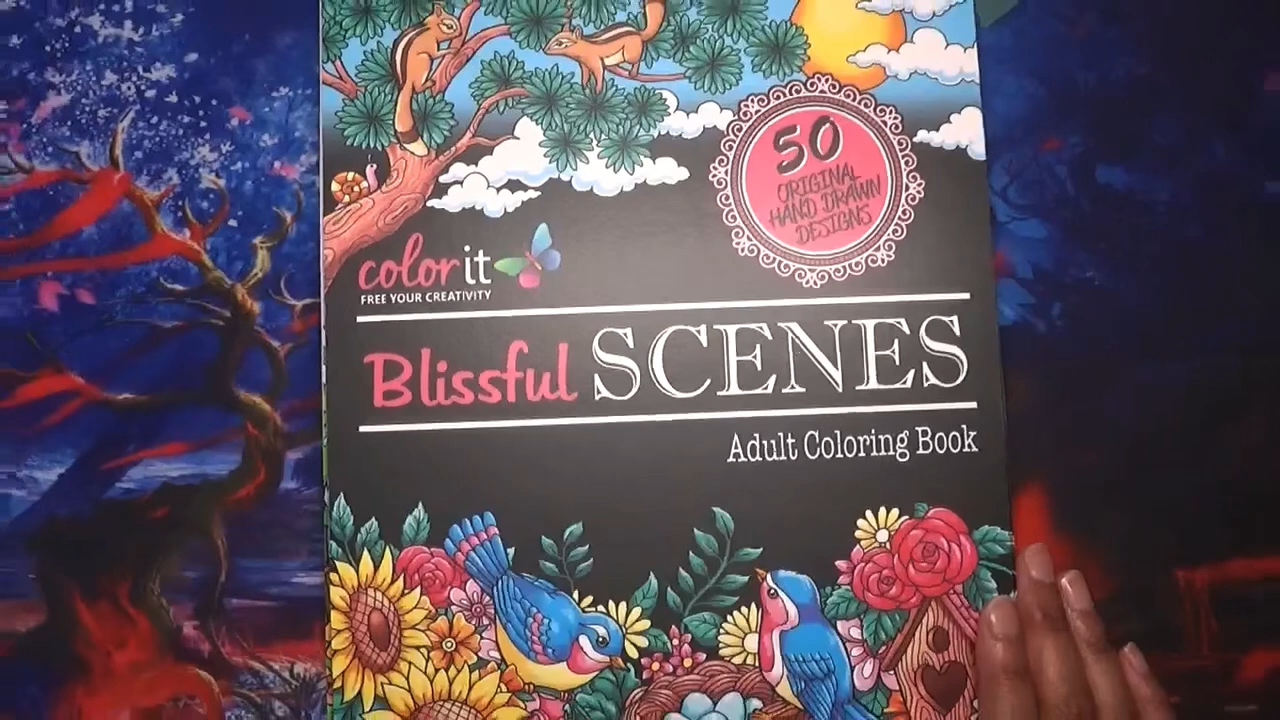 50
ORIGINAL
HAND DRAWN
DESIGNS
color it
FREE YOUR CREATIVITY
Blissful SCENES
Adult Coloring Book